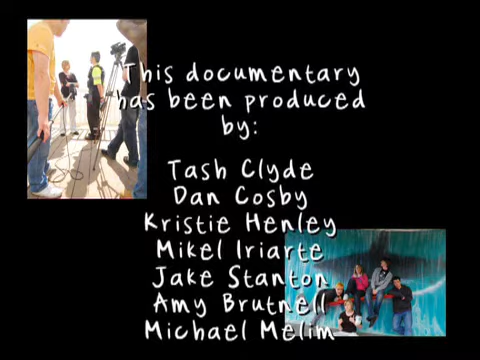 This documentary
has been produced
by:
Tash Clyde
Dan Cosby
Kristie Henley
Mikel Iriarte
Jake Stanton
Amy Brutnell
Michael Melim